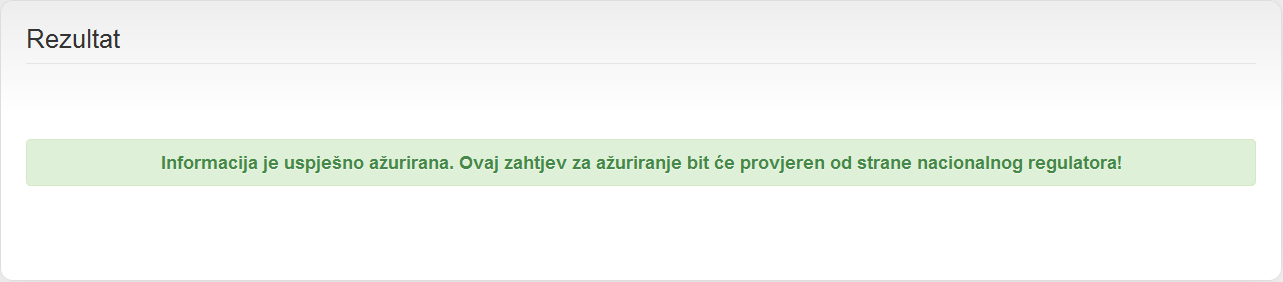 Rezultat
Informacija je uspješno ažurirana. Ovaj zahtjev za ažuriranje bit će provjeren od strane nacionalnog regulatora!